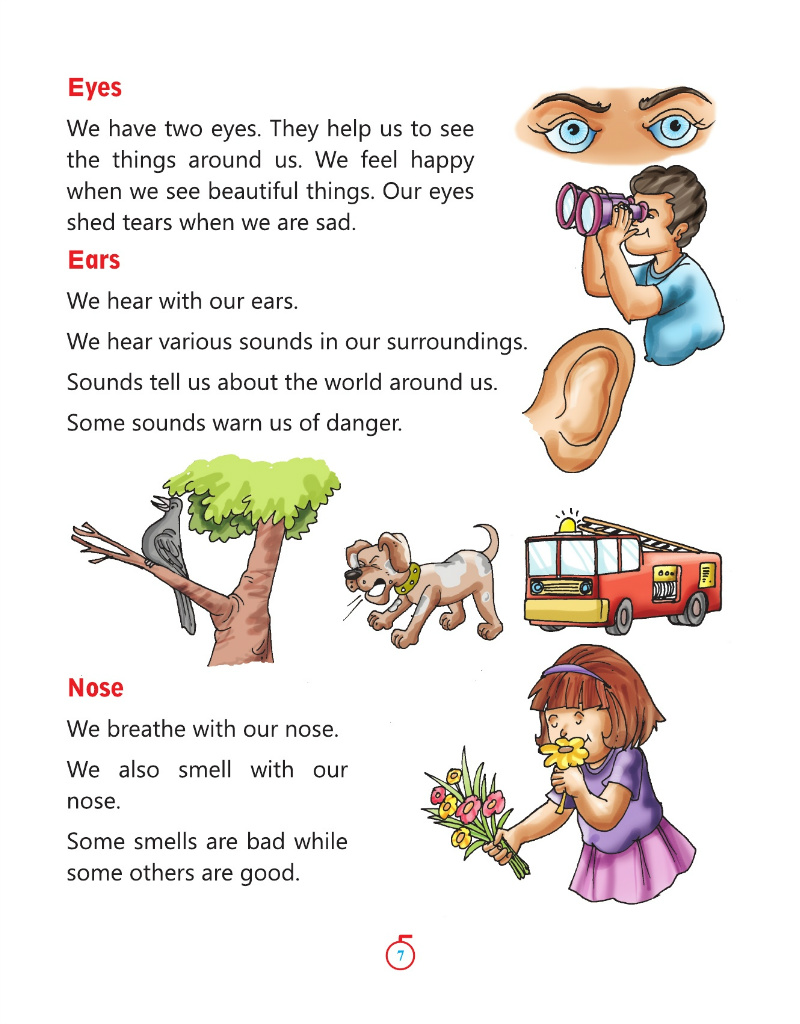 Eyes
We have two eyes. They help us to see
the things around us. We feel happy
when we see beautiful things. Our eyes
shed tears when we are sad.
Ears
We hear with our ears.
We hear various sounds in our surroundings.
Sounds tell us about the world around us.
Some sounds warn us of danger.
Nose
We breathe with our nose.
We also smell with our
nose.
Some smells are bad while
some others are good.
7